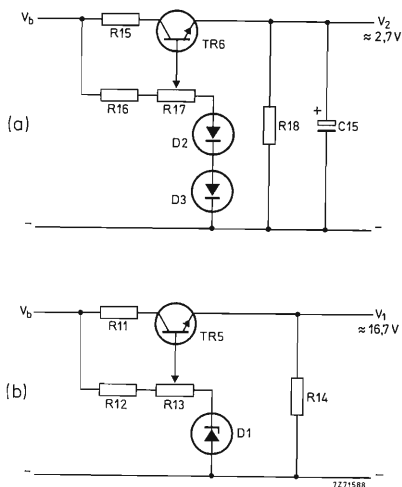 Vb
R15
TR6
V2
≈ 2,7 V
R16
R17
(a)
D2
R18
+
C15
D3
–
–
Vb
R11
TR5
V1
≈ 16,7 V
R12
R13
(b)
R14
D1
–
–
7Z71588